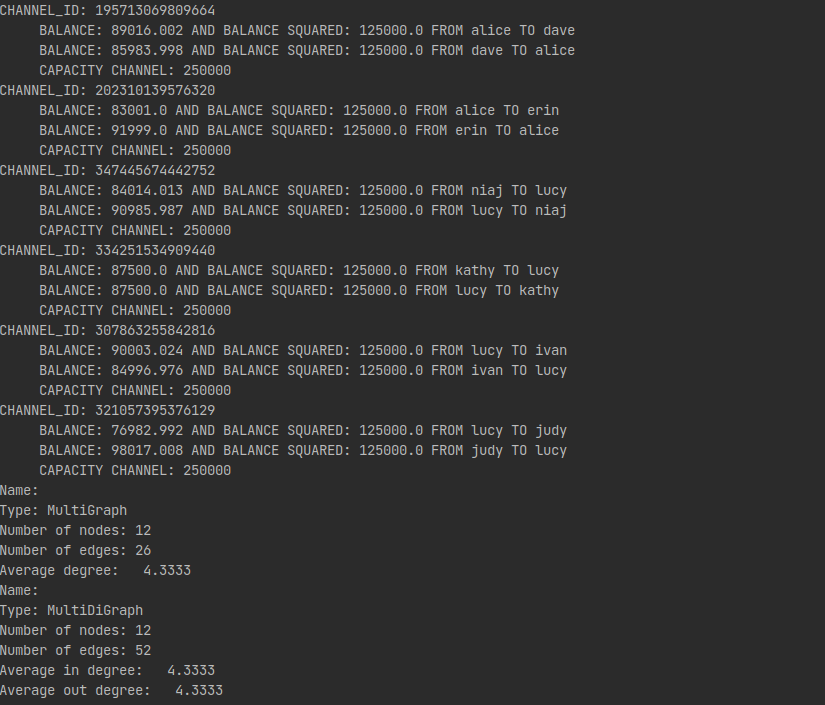 CHANNEL_ID: 195713069809664
BALANCE: 89016.002 AND BALANCE SQUARED: 125000.0 FROM alice TO dave
BALANCE: 85983.998 AND BALANCE SQUARED: 125000.0 FROM dave TO alice
CAPACITY CHANNEL: 250000
CHANNEL_ID: 202310139576320
BALANCE: 83001.0 AND BALANCE SQUARED: 125000.0 FROM alice TO erin
BALANCE: 91999.0 AND BALANCE SQUARED: 125000.0 FROM erin TO alice
CAPACITY CHANNEL: 250000
CHANNEL_ID: 347445674442752
BALANCE: 84014.013 AND BALANCE SQUARED: 125000.0 FROM niaj TO lucy
BALANCE: 90985.987 AND BALANCE SQUARED: 125000.0 FROM lucy TO niaj
CAPACITY CHANNEL: 250000
CHANNEL_ID: 334251534909440
BALANCE: 87500.0 AND BALANCE SQUARED: 125000.0 FROM kathy TO lucy
BALANCE: 87500.0 AND BALANCE SQUARED: 125000.0 FROM lucy TO kathy
CAPACITY CHANNEL: 250000
CHANNEL_ID: 307863255842816
BALANCE: 90003.024 AND BALANCE SQUARED: 125000.0 FROM lucy TO ivan
BALANCE: 84996.976 AND BALANCE SQUARED: 125000.0 FROM ivan TO lucy
CAPACITY CHANNEL: 250000
CHANNEL_ID: 321057395376129
BALANCE: 76982.992 AND BALANCE SQUARED: 125000.0 FROM lucy TO judy
BALANCE: 98017.008 AND BALANCE SQUARED: 125000.0 FROM judy TO lucy
CAPACITY CHANNEL: 250000
Name:
Type: MultiGraph
Number of nodes: 12
Number of edges: 26
Average degree:   4.3333
Name:
Type: MultiDiGraph
Number of nodes: 12
Number of edges: 52
Average in degree:   4.3333
Average out degree:   4.3333